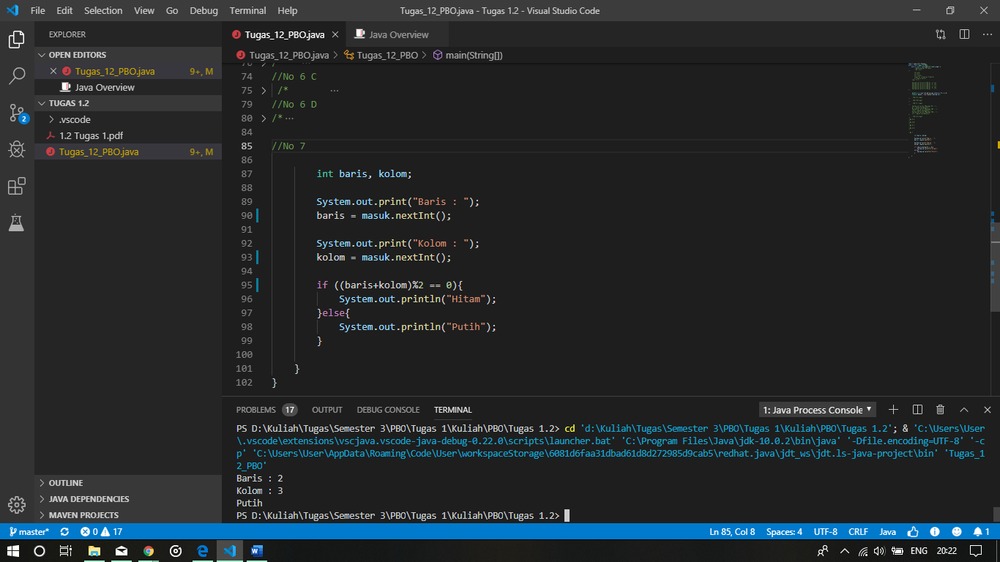 File Edit Selection View Go Debug Terminal Help
Tugas_12_PBO.java - Tugas 1.2 - Visual Studio Code
EXPLORER
OPEN EDITORS
Tugas_12_PBO.java 9+, M
Java Overview
TUGAS 1.2
.vscode
1.2 Tugas 1.pdf
Tugas_12_PBO.java 9+, M
OUTLINE
JAVA DEPENDENCIES
MAVEN PROJECTS
2
Tugas_12_PBO.java
Java Overview
Tugas_12_PBO.java > Tugas_12_PBO > main(String[])
74 //No 6 C
75 /* ...
79 //No 6 D
80 /*...
84
85 //No 7
86
87 int baris, kolom;
88
89 System.out.print("Baris : ");
90 baris = masuk.nextInt();
91
92 System.out.print("Kolom : ");
93 kolom = masuk.nextInt();
94
95 if ((baris+kolom)%2 == 0){
96 System.out.println("Hitam");
97 }else{
98 System.out.println("Putih");
99 }
100
101 }
102 }
PROBLEMS 17 OUTPUT DEBUG CONSOLE TERMINAL
1: Java Process Console
PS D:\Kuliah\Tugas\Semester 3\PBO\Tugas 1\Kuliah\PBO\Tugas 1.2> cd 'd:\Kuliah\Tugas\Semester 3\PBO\Tugas 1\Kuliah\PBO\Tugas 1.2'; & 'C:\Users\User
\.vscode\extensions\vscjava.vscode-java-debug-0.22.0\scripts\launcher.bat' 'C:\Program Files\Java\jdk-10.0.2\bin\java' '-Dfile.encoding=UTF-8' '-c
p' 'C:\Users\User\AppData\Roaming\Code\User\workspaceStorage\6081d6faa31dbad61d8d272985d9cab5\redhat.java\jdt_ws\jdt.ls-java-project\bin' 'Tugas_1
2_PBO'
Baris : 2
Kolom : 3
Putih
PS D:\Kuliah\Tugas\Semester 3\PBO\Tugas 1\Kuliah\PBO\Tugas 1.2>
master* 0 17
Ln 85, Col 8 Spaces: 4 UTF-8 CRLF Java 1
ENG 20:22